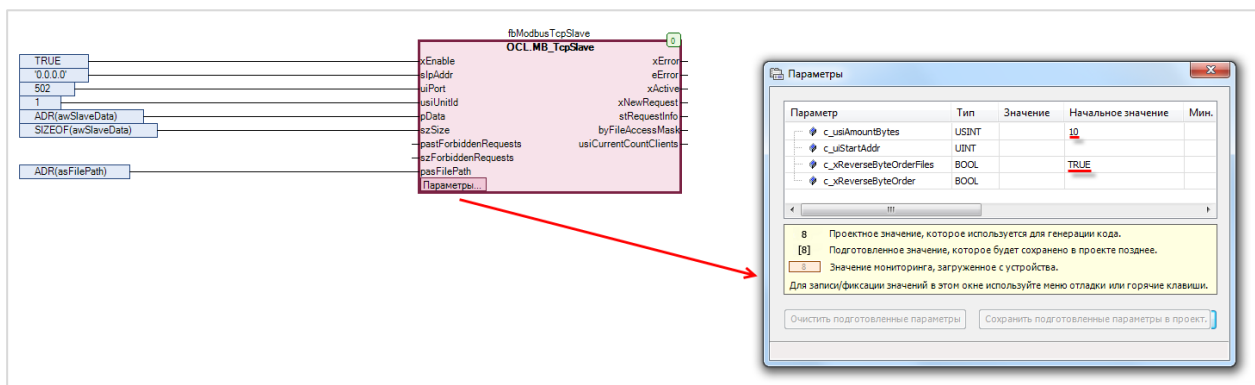 fbModbusTcpSlave
0
OCL.MB_TcpSlave
TRUE xEnable xError
'0.0.0.0' sIpAddr eError
502 uiPort xActive
1 usiUnitId xNewRequest
ADR(awSlaveData) pData stRequestInfo
SIZEOF(awSlaveData) szSize byFileAccessMask
pastForbiddenRequests usiCurrentCountClients
szForbiddenRequests
ADR(asFilePath) pasFilePath
Параметры...
Параметры
Параметр Тип Значение Начальное значение Мин.
c_usiAmountBytes USINT 10
c_uiStartAddr UINT
c_xReverseByteOrderFiles BOOL TRUE
c_xReverseByteOrder BOOL
8 Проектное значение, которое используется для генерации кода.
[8] Подготовленное значение, которое будет сохранено в проекте позднее.
8 Значение мониторинга, загруженное с устройства.
Для записи/фиксации значений в этом окне используйте меню отладки или горячие клавиши.
Очистить подготовленные параметры Сохранить подготовленные параметры в проект.